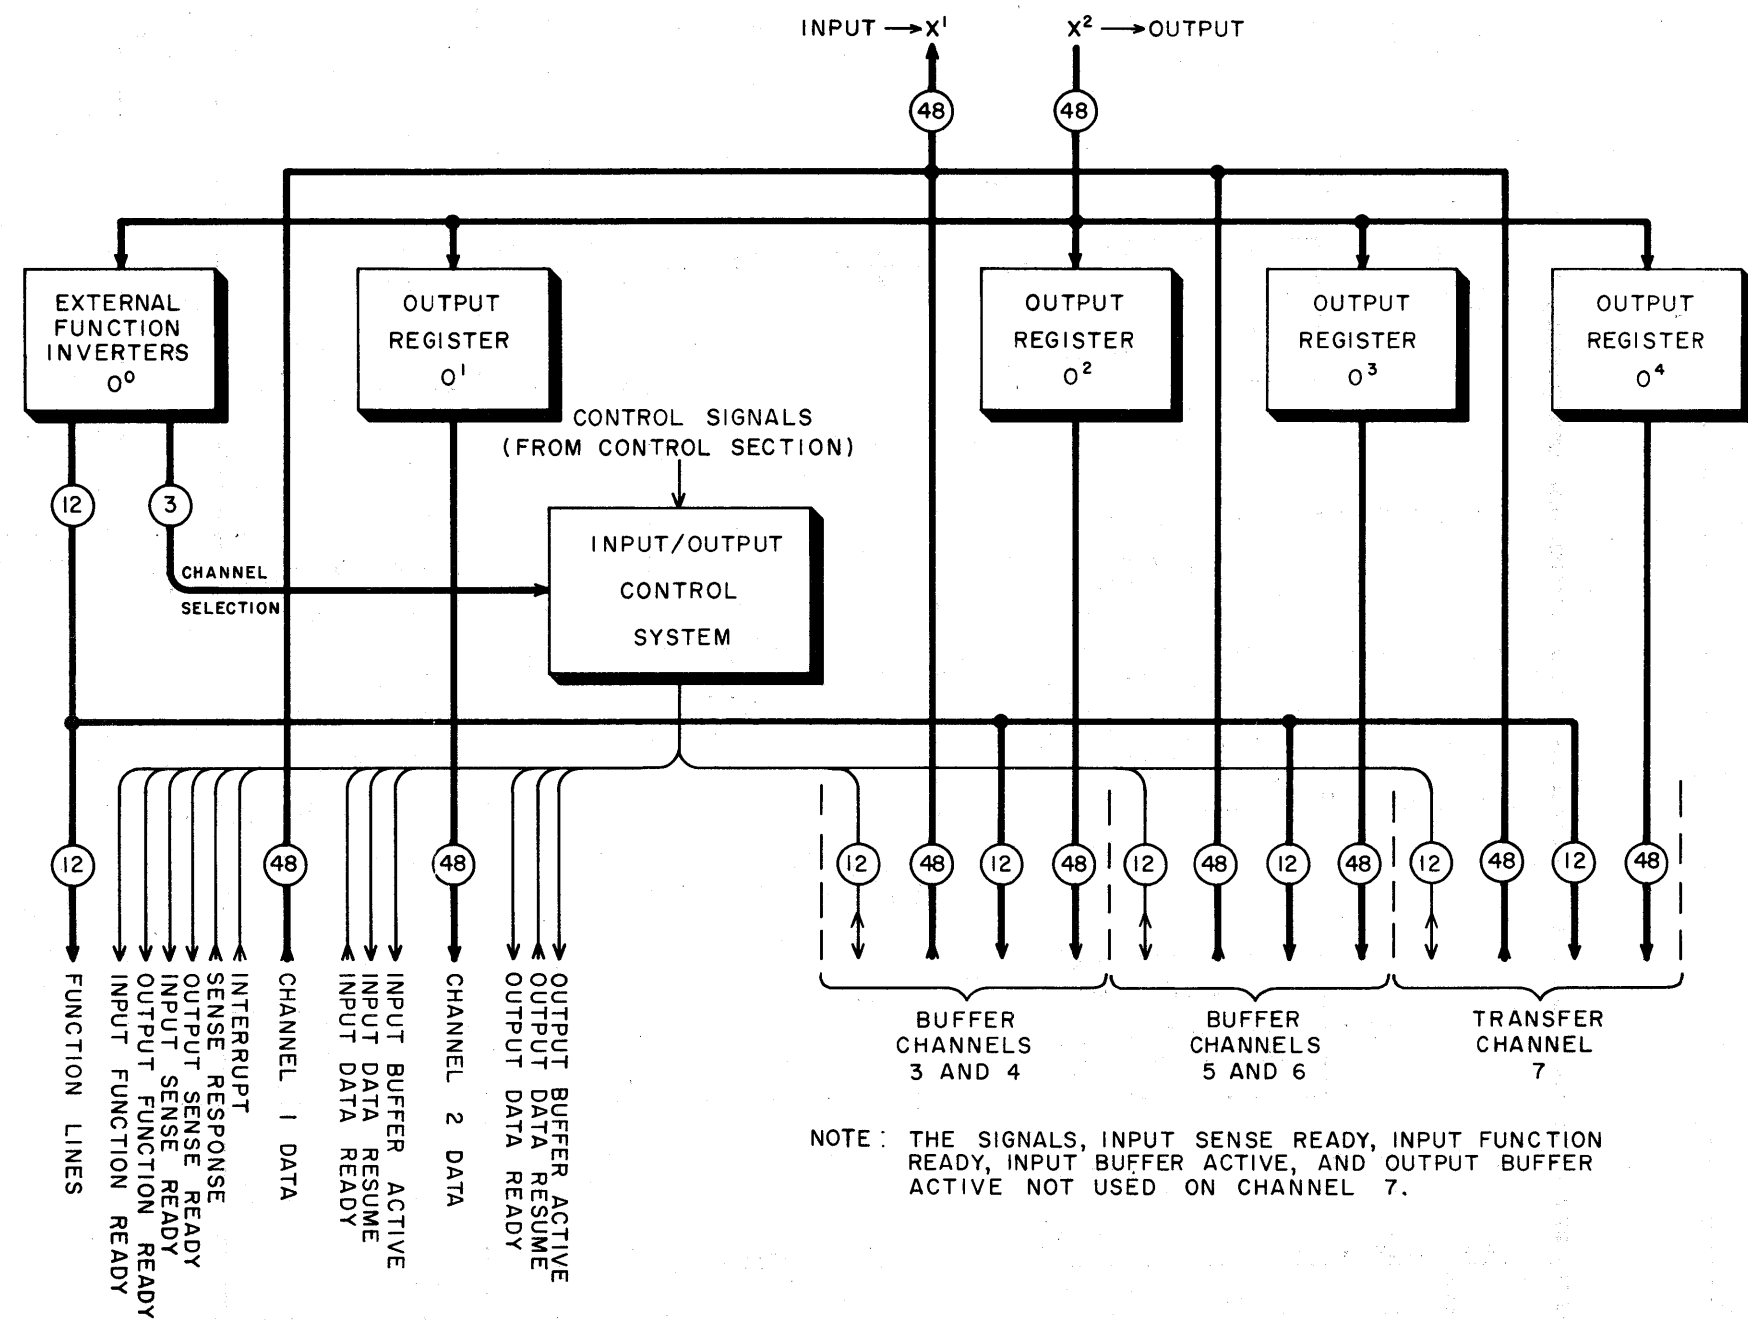 INPUT → X¹
X² → OUTPUT
48
48
EXTERNAL
FUNCTION
INVERTERS
O⁰
OUTPUT
REGISTER
O¹
OUTPUT
REGISTER
O²
OUTPUT
REGISTER
O³
OUTPUT
REGISTER
O⁴
CONTROL SIGNALS
(FROM CONTROL SECTION)
12
3
CHANNEL
SELECTION
INPUT/OUTPUT
CONTROL
SYSTEM
12
48
48
12
48
12
48
12
48
12
48
12
48
12
48
FUNCTION LINES
INPUT FUNCTION READY
OUTPUT FUNCTION READY
INPUT SENSE READY
OUTPUT SENSE READY
SENSE RESPONSE
INTERRUPT
CHANNEL 1 DATA
INPUT DATA READY
INPUT DATA RESUME
INPUT BUFFER ACTIVE
CHANNEL 2 DATA
OUTPUT DATA READY
OUTPUT DATA RESUME
OUTPUT BUFFER ACTIVE
BUFFER
CHANNELS
3 AND 4
BUFFER
CHANNELS
5 AND 6
TRANSFER
CHANNEL
7
NOTE: THE SIGNALS, INPUT SENSE READY, INPUT FUNCTION
READY, INPUT BUFFER ACTIVE, AND OUTPUT BUFFER
ACTIVE NOT USED ON CHANNEL 7.